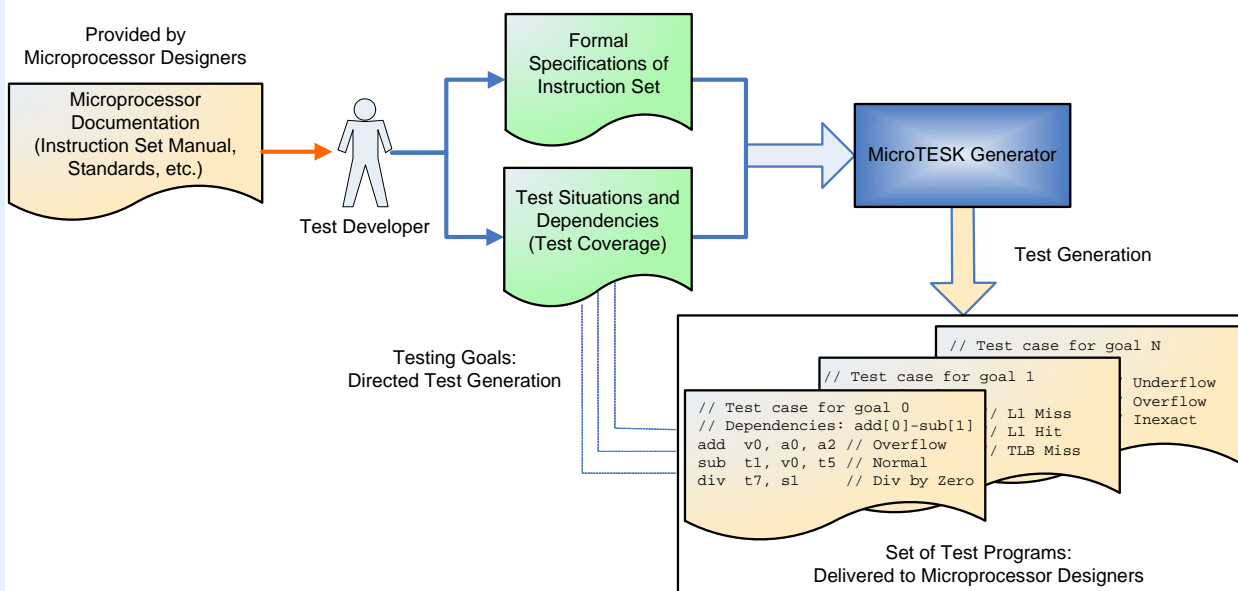 Provided by
Microprocessor Designers
Microprocessor
Documentation
(Instruction Set Manual,
Standards, etc.)
Test Developer
Formal
Specifications of
Instruction Set
Test Situations and
Dependencies
(Test Coverage)
MicroTESK Generator
Test Generation
Testing Goals:
Directed Test Generation
// Test case for goal N
Underflow
Overflow
Inexact
// Test case for goal 1
/ L1 Miss
/ L1 Hit
/ TLB Miss
// Test case for goal 0
// Dependencies: add[0]-sub[1]
add v0, a0, a2 // Overflow
sub t1, v0, t5 // Normal
div t7, s1 // Div by Zero
Set of Test Programs:
Delivered to Microprocessor Designers